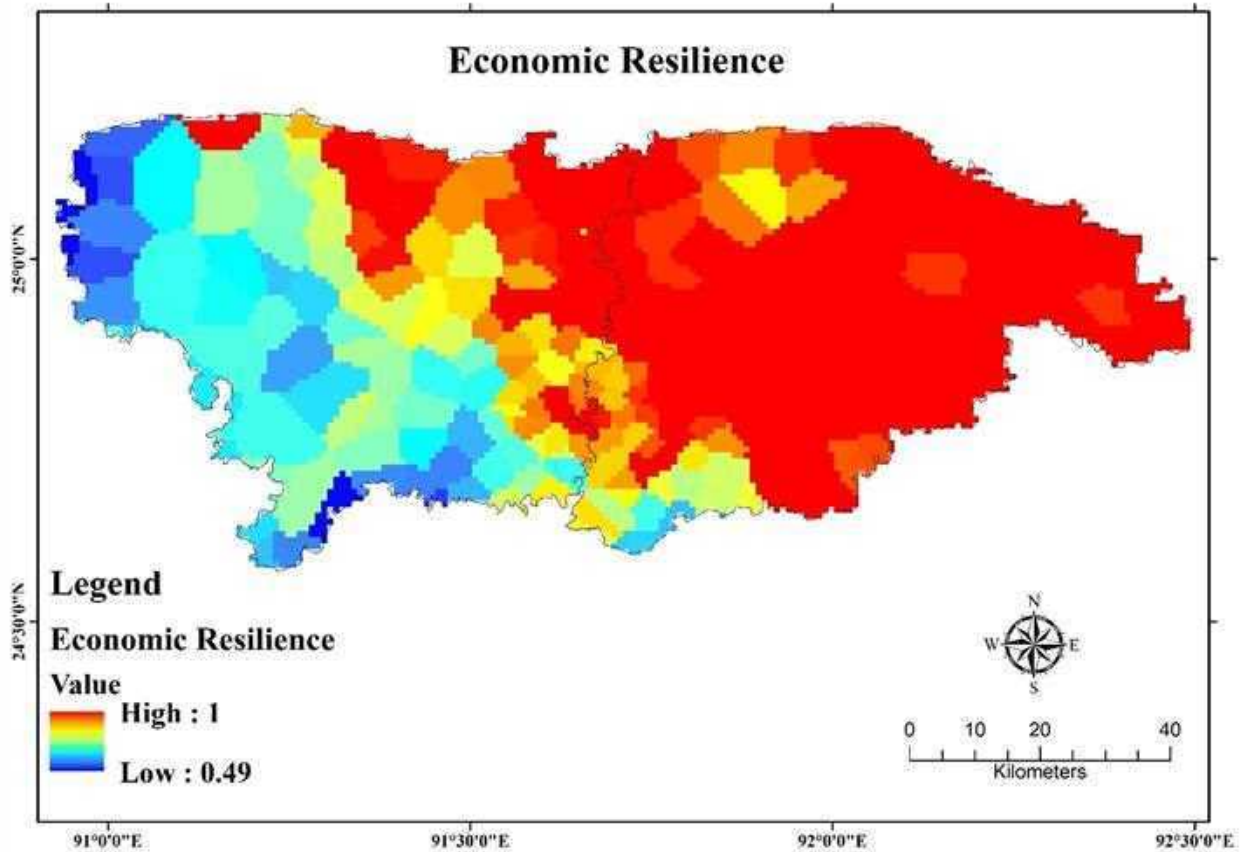 Economic Resilience
25°0'0"N
24°30'0"N
Legend
Economic Resilience
Value
High : 1
Low : 0.49
N
W E
S
0 10 20 40
Kilometers
91°0'0"E 91°30'0"E 92°0'0"E 92°30'0"E